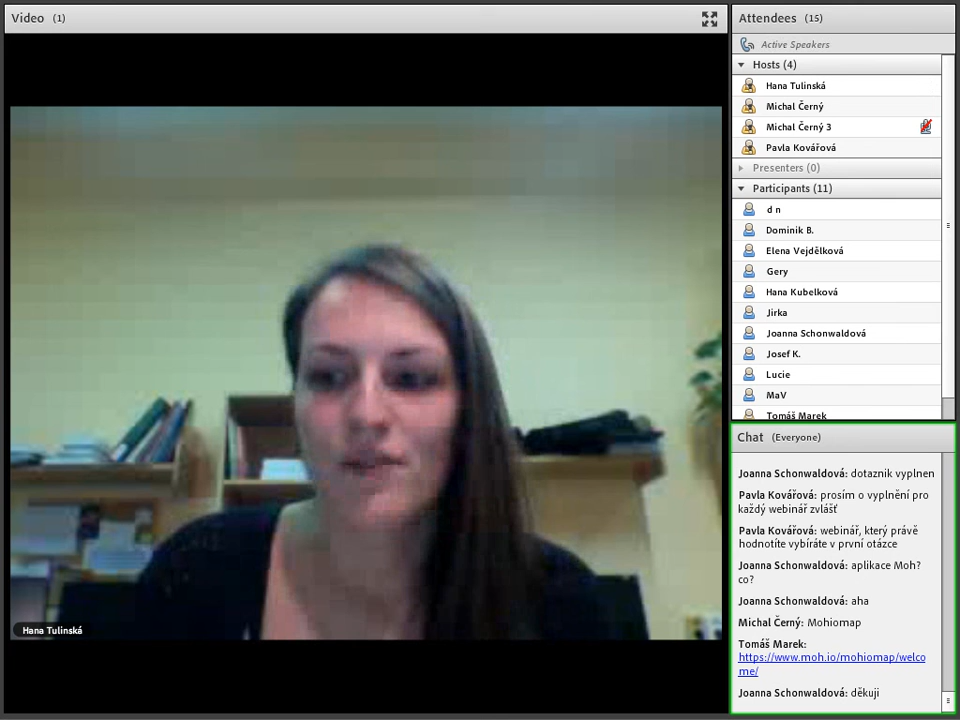 Video (1)
Hana Tulinská
Attendees (15)
Active Speakers
Hosts (4)
Hana Tulinská
Michal Černý
Michal Černý 3
Pavla Kovářová
Presenters (0)
Participants (11)
d n
Dominik B.
Elena Vejdělková
Gery
Hana Kubelková
Jirka
Joanna Schonwaldová
Josef K.
Lucie
MaV
Tomáš Marek
Chat (Everyone)
Joanna Schonwaldová: dotaznik vyplnen
Pavla Kovářová: prosím o vyplnění pro
každý webinář zvlášť
Pavla Kovářová: webinář, který právě
hodnotíte vybíráte v první otázce
Joanna Schonwaldová: aplikace Moh?
co?
Joanna Schonwaldová: aha
Michal Černý: Mohiomap
Tomáš Marek:
https://www.moh.io/mohiomap/welco
me/
Joanna Schonwaldová: děkuji